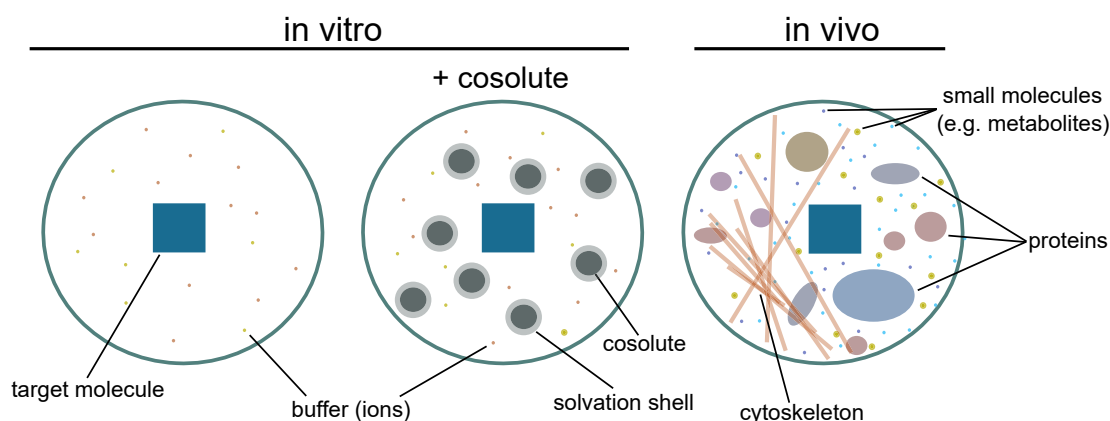 in vitro
in vivo
+ cosolute
small molecules
(e.g. metabolites)
proteins
cosolute
target molecule
buffer (ions)
solvation shell
cytoskeleton